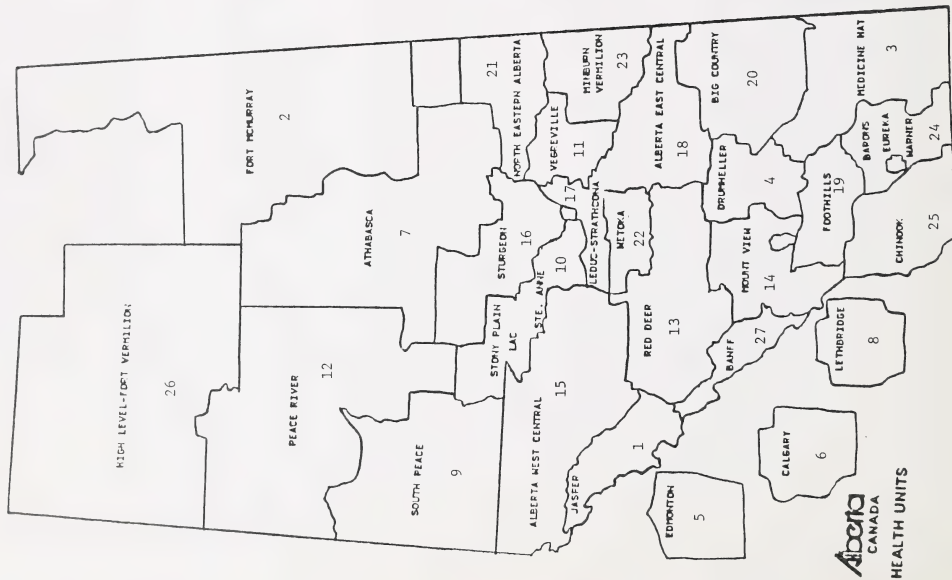 HIGH LEVEL-FORT VERMILION
26
FORT MCMURRAY
2
PEACE RIVER
12
ATHABASCA
7
SOUTH PEACE
9
NORTH EASTERN ALBERTA
21
STURGEON
16
STONY PLAIN
LAC
STE. ANNE
10
VEGREVILLE
11
MINBURN
VERMILION
23
17
LEDUC-STRATHCONA
ALBERTA WEST CENTRAL
15
WETOKA
22
ALBERTA EAST CENTRAL
18
JASPER
1
RED DEER
13
DRUMHELLER
4
BIG COUNTRY
20
MOUNT VIEW
14
BANFF
27
FOOTHILLS
19
MEDICINE HAT
3
BARONS
EUREKA
WARNER
24
CHINOOK
25
EDMONTON
5
CALGARY
6
LETHBRIDGE
8
Alberta
CANADA
HEALTH UNITS